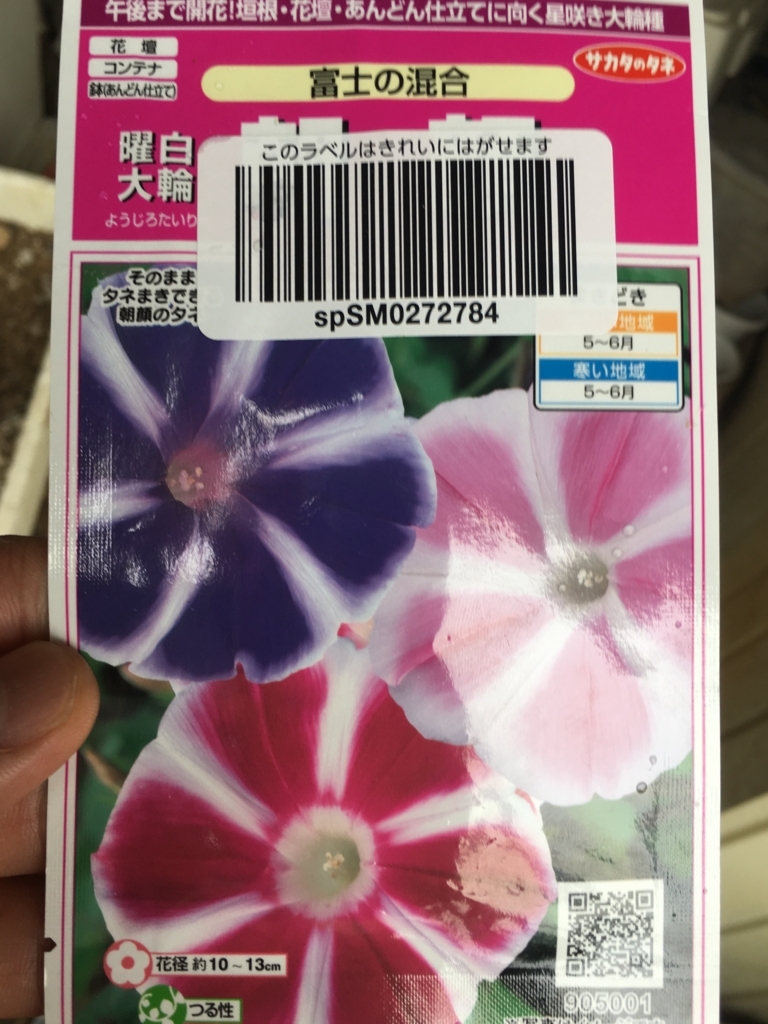 午後まで開花!垣根・花壇・あんどん仕立てに向く星咲き大輪種
花 壇
コンテナ
鉢(あんどん仕立て)
富士の混合
サカタのタネ
曜白
大輪
ようじろたいり
このラベルはきれいにはがせます
spSM0272784
そのまま
タネまきでき
朝顔のタネ
どき
地域
5〜6月
寒い地域
5〜6月
花径 約10〜13cm
つる性
905001